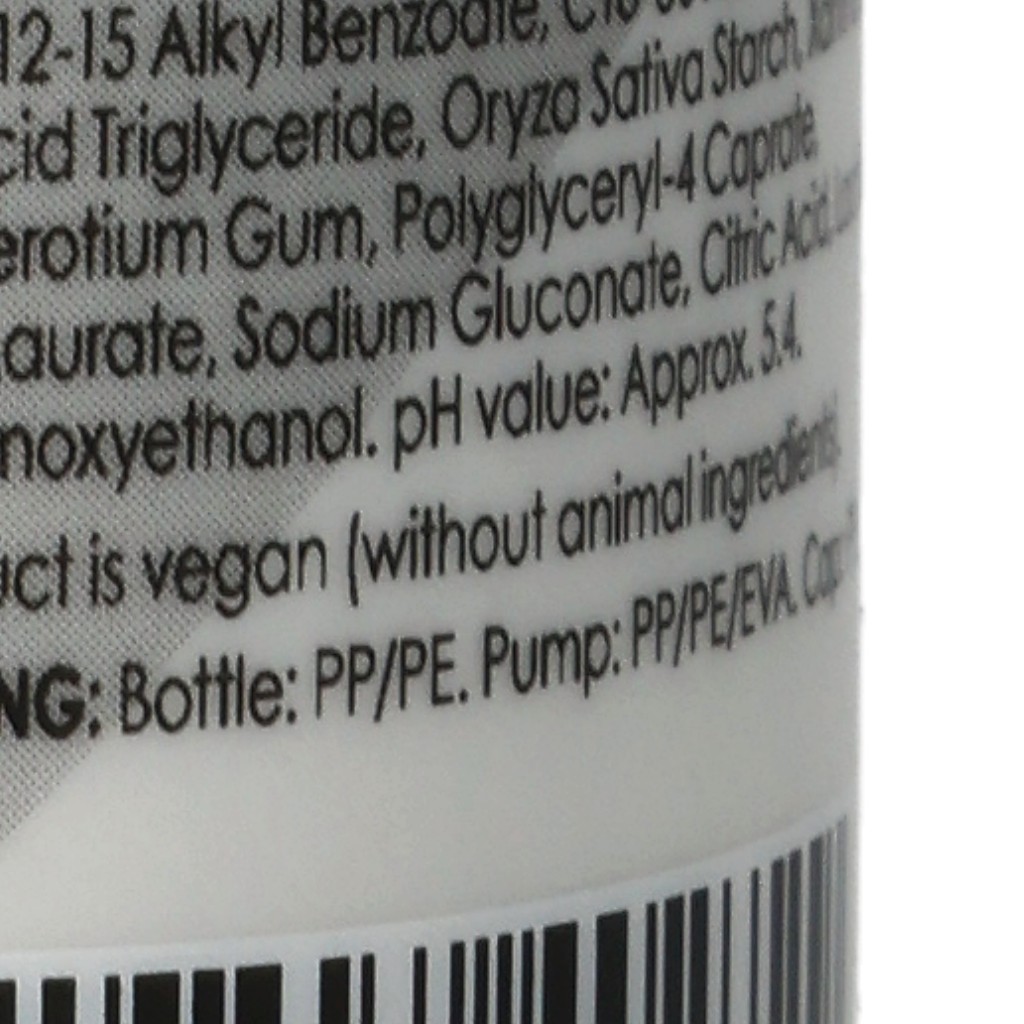 12-15 Alkyl Benzoate,
cid Triglyceride, Oryza Sativa Starch,
erotium Gum, Polyglyceryl-4 Caprate,
aurate, Sodium Gluconate, Citric Acid,
noxyethanol. pH value: Approx. 5.4.
uct is vegan (without animal ingredients).
NG: Bottle: PP/PE. Pump: PP/PE/EVA. Cap: